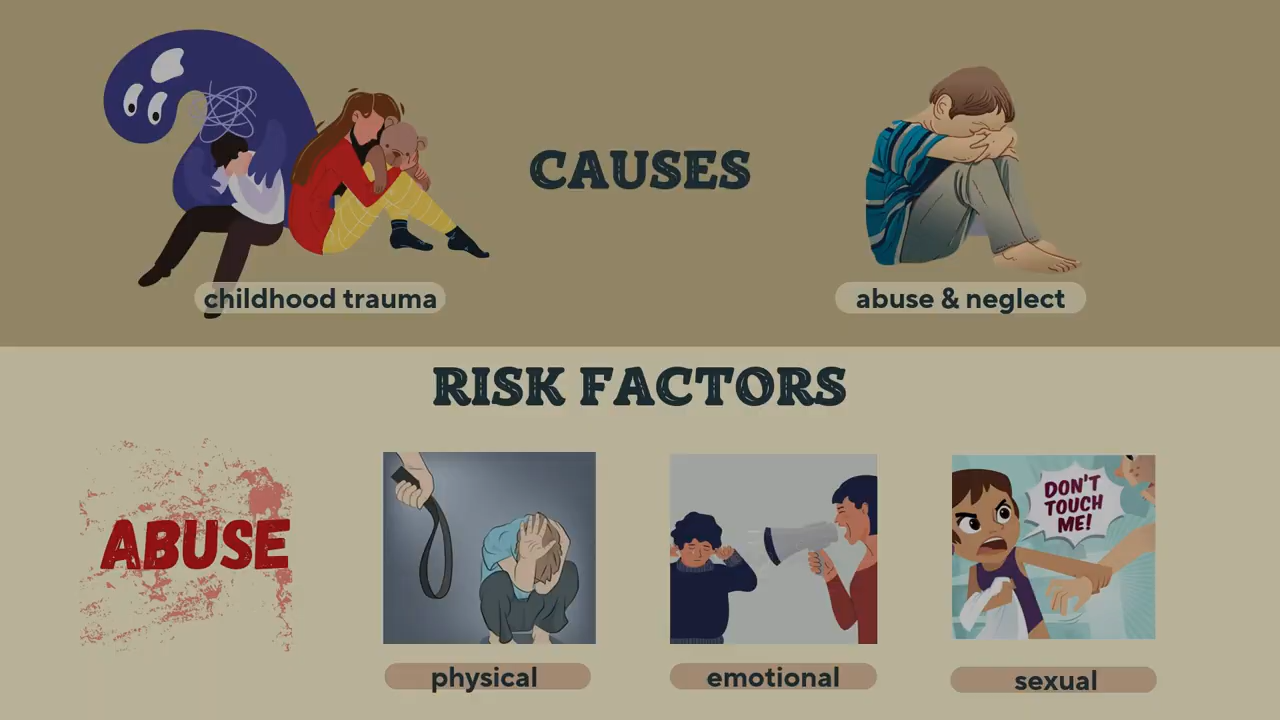 CAUSES
childhood trauma
abuse & neglect
RISK FACTORS
ABUSE
DON'T
TOUCH
ME!
physical
emotional
sexual